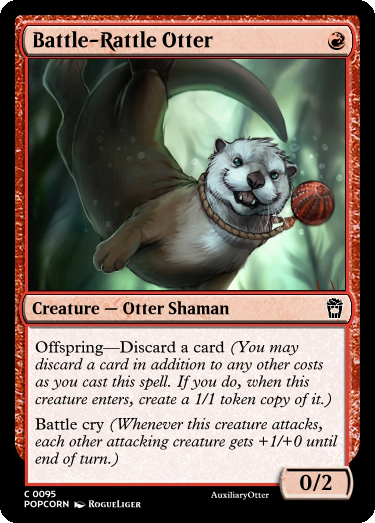 Battle-Rattle Otter
Creature — Otter Shaman
Offspring—Discard a card (You may
discard a card in addition to any other costs
as you cast this spell. If you do, when this
creature enters, create a 1/1 token copy of it.)
Battle cry (Whenever this creature attacks,
each other attacking creature gets +1/+0 until
end of turn.)
0/2
C 0095
POPCORN RogueLiger
AuxiliaryOtter